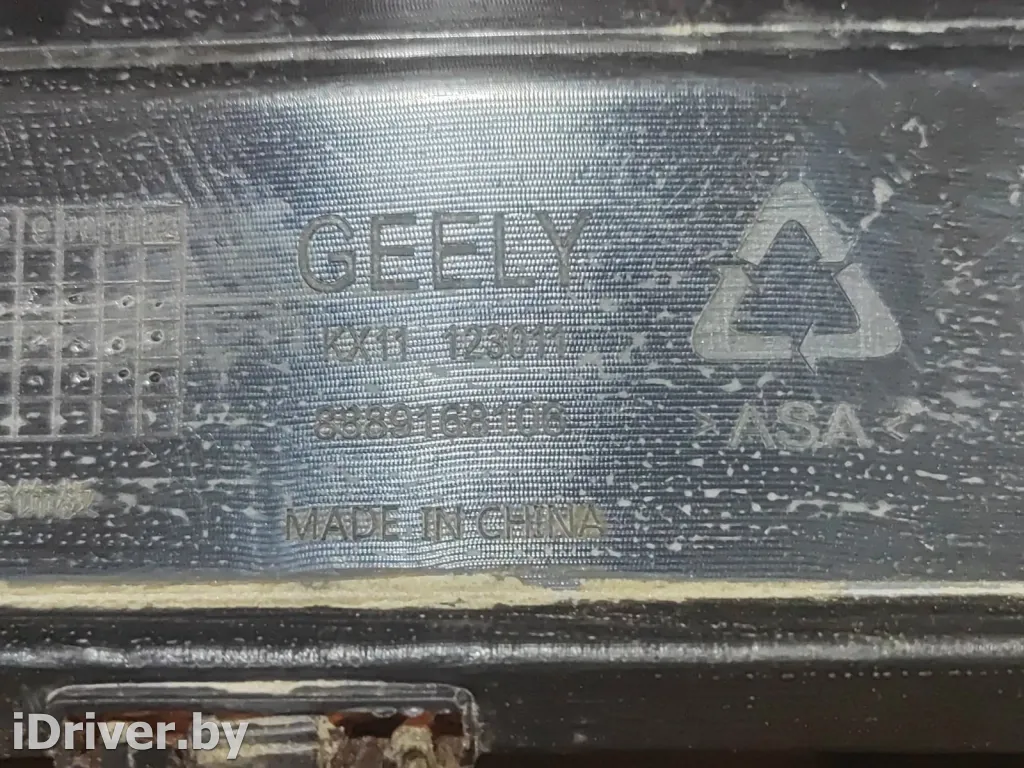 GEELY
KX11 123011
8889168106
>ASA<
MADE IN CHINA
iDriver.by